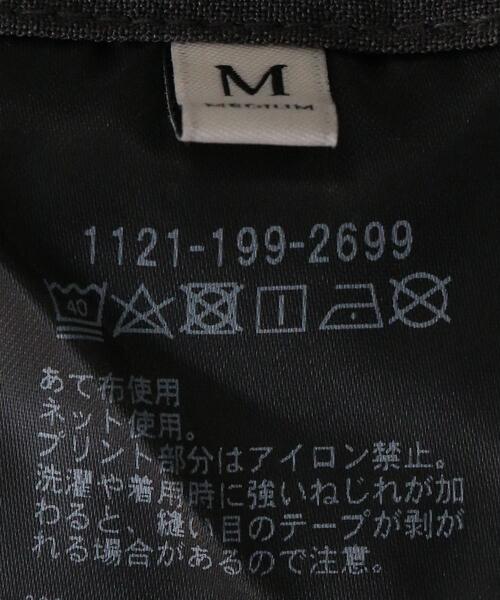 M
MEDIUM
1121-199-2699
40
あて布使用
ネット使用。
プリント部分はアイロン禁止。
洗濯や着用時に強いねじれが加
わると、縫い目のテープが剥が
れる場合があるので注意。